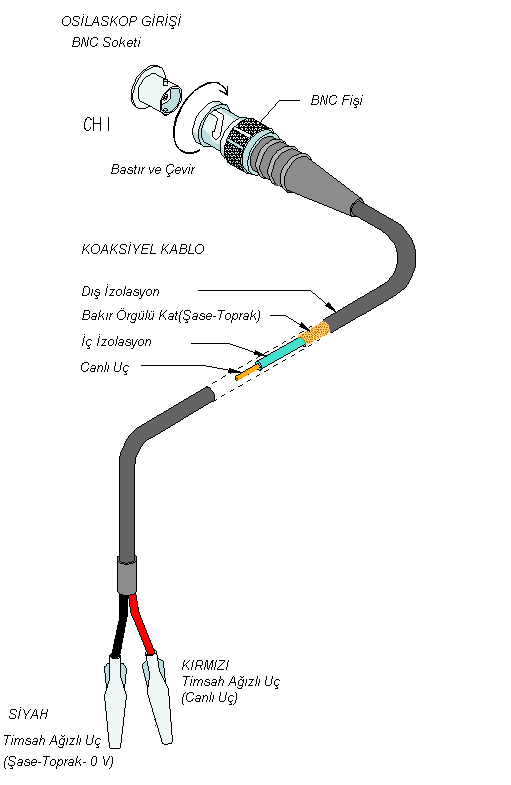 OSİLASKOP GİRİŞİ
BNC Soketi
BNC Fişi
CH I
Bastır ve Çevir
KOAKSİYEL KABLO
Dış İzolasyon
Bakır Örgülü Kat(Şase-Toprak)
İç İzolasyon
Canlı Uç
KIRMIZI
Timsah Ağızlı Uç
(Canlı Uç)
SİYAH
Timsah Ağızlı Uç
(Şase-Toprak- 0 V)